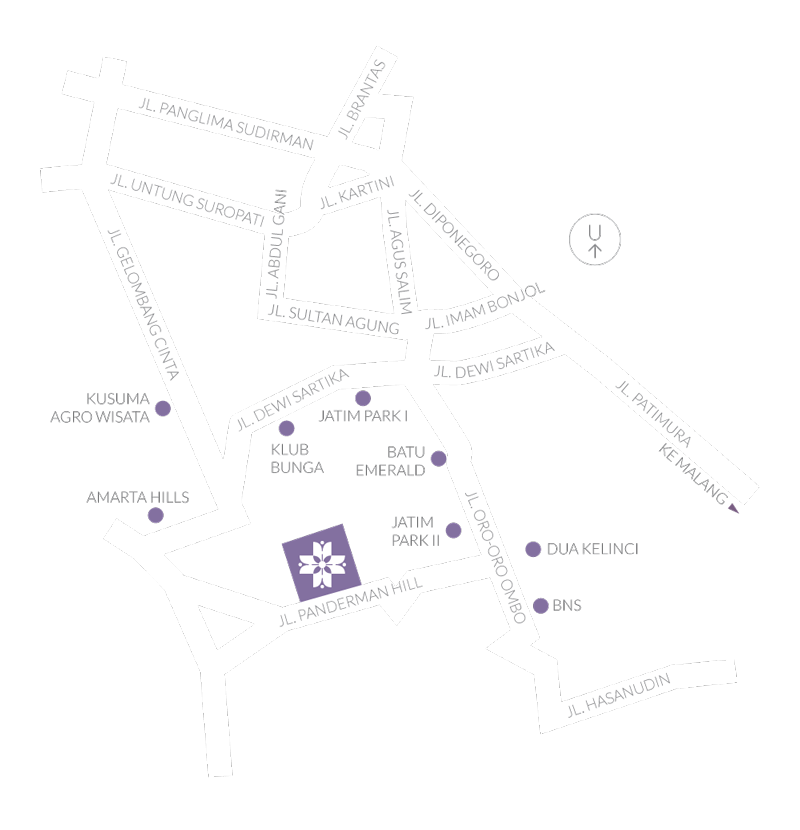 JL. BRANTAS
JL. PANGLIMA SUDIRMAN
JL. UNTUNG SUROPATI
JL. KARTINI
JL. ABDUL GANI
JL. AGUS SALIM
JL. DIPONEGORO
U
JL. GELOMBANG CINTA
JL. SULTAN AGUNG
JL. IMAM BONJOL
JL. DEWI SARTIKA
JL. DEWI SARTIKA
JL. PATIMURA
KE MALANG
KUSUMA
AGRO WISATA
JATIM PARK I
KLUB
BUNGA
BATU
EMERALD
AMARTA HILLS
JATIM
PARK II
JL. ORO-ORO OMBO
DUA KELINCI
BNS
JL. PANDERMAN HILL
JL. HASANUDIN